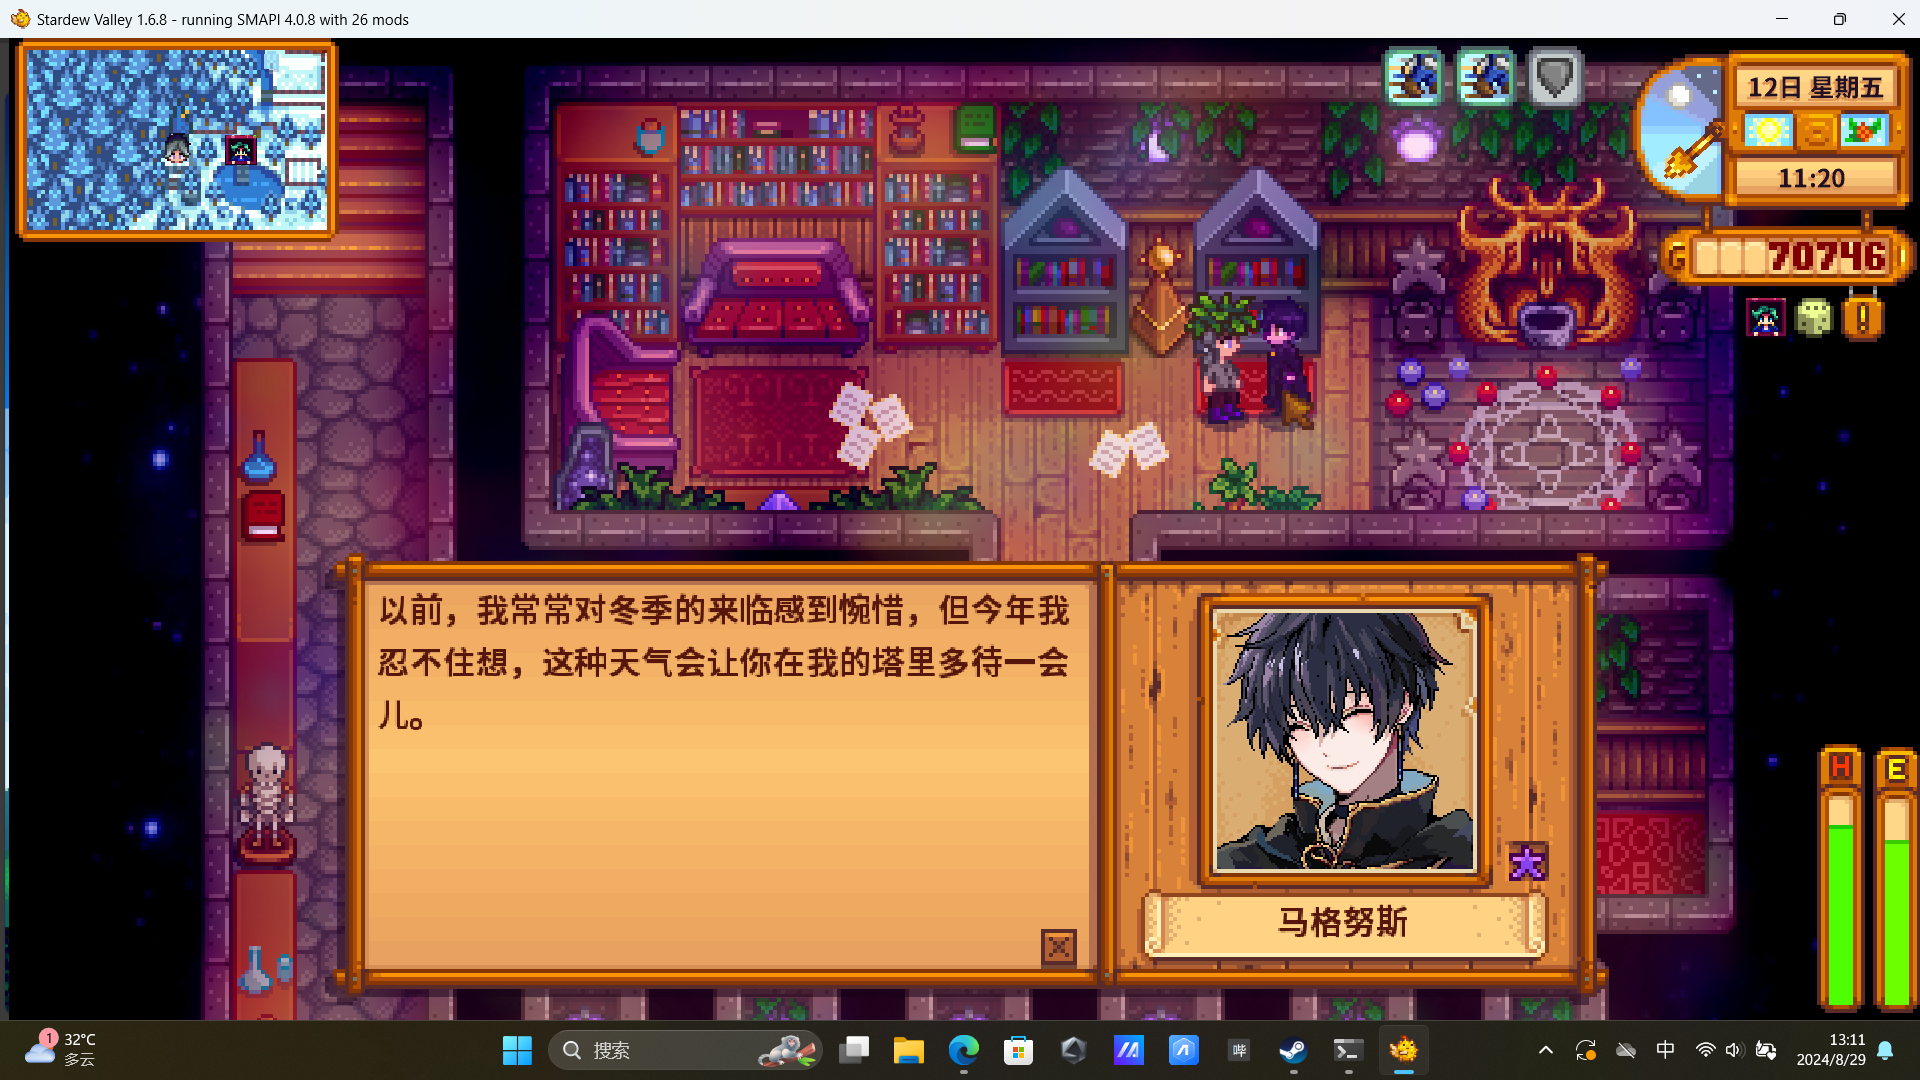 Stardew Valley 1.6.8 - running SMAPI 4.0.8 with 26 mods
12日 星期五
11:20
G 70746
以前，我常常对冬季的来临感到惋惜，但今年我
忍不住想，这种天气会让你在我的塔里多待一会
儿。
马格努斯
H
E
1
32°C
多云
搜索
哔
中
13:11
2024/8/29